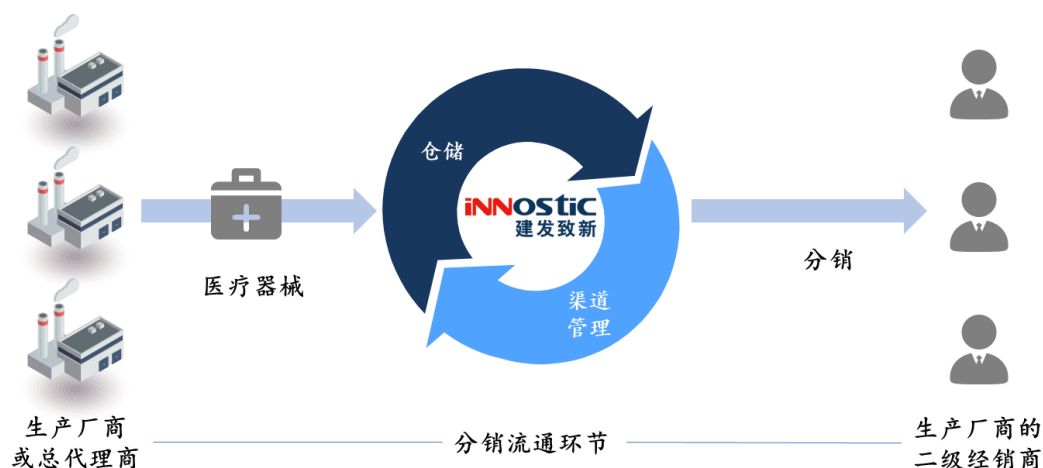 仓储
iNNOSTIC
建发致新
分销
医疗器械
渠道
管理
生产厂商
或总代理商
分销流通环节
生产厂商的
二级经销商